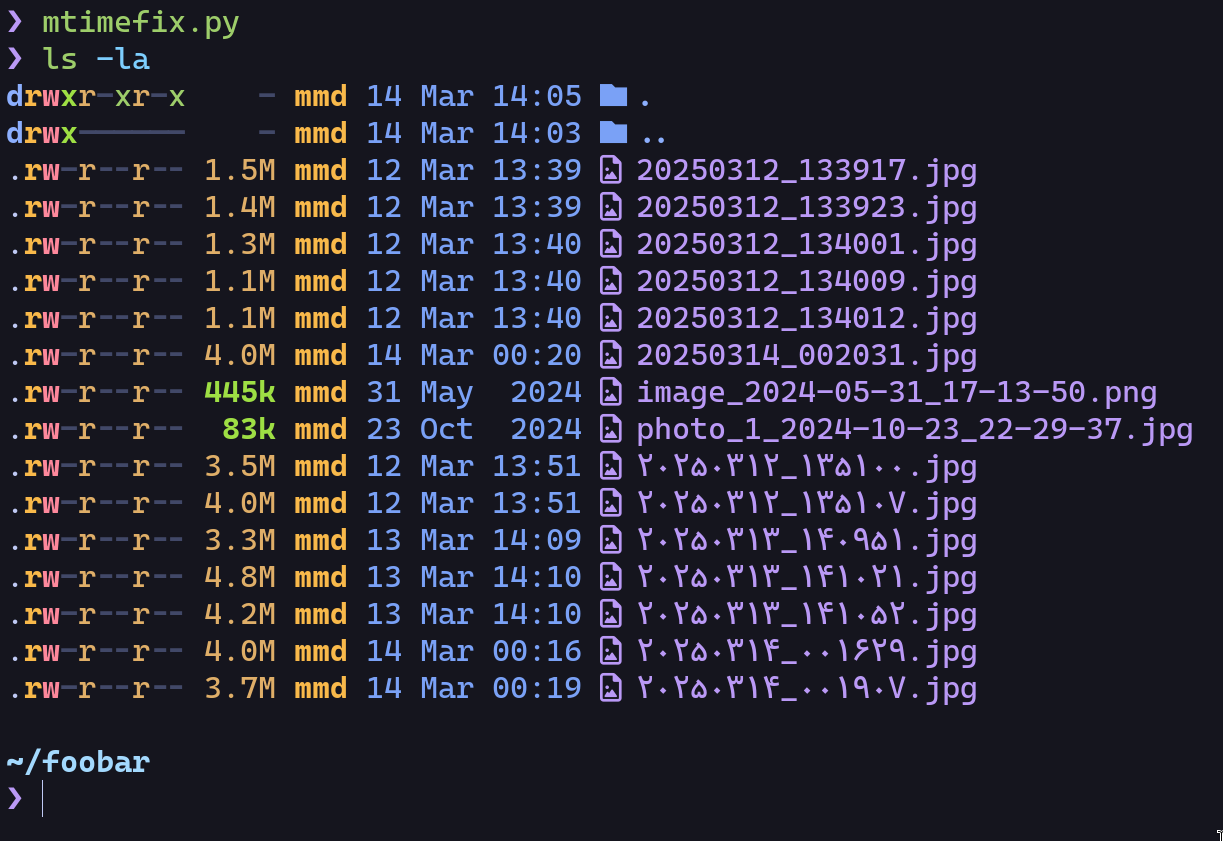 ❯ mtimefix.py
❯ ls -la
drwxr-xr-x    - mmd 14 Mar 14:05 .
drwx------    - mmd 14 Mar 14:03 ..
.rw-r--r-- 1.5M mmd 12 Mar 13:39 20250312_133917.jpg
.rw-r--r-- 1.4M mmd 12 Mar 13:39 20250312_133923.jpg
.rw-r--r-- 1.3M mmd 12 Mar 13:40 20250312_134001.jpg
.rw-r--r-- 1.1M mmd 12 Mar 13:40 20250312_134009.jpg
.rw-r--r-- 1.1M mmd 12 Mar 13:40 20250312_134012.jpg
.rw-r--r-- 4.0M mmd 14 Mar 00:20 20250314_002031.jpg
.rw-r--r-- 445k mmd 31 May  2024 image_2024-05-31_17-13-50.png
.rw-r--r--  83k mmd 23 Oct  2024 photo_1_2024-10-23_22-29-37.jpg
.rw-r--r-- 3.5M mmd 12 Mar 13:51 ۲۰۲۵۰۳۱۲_۱۳۵۱۰۰.jpg
.rw-r--r-- 4.0M mmd 12 Mar 13:51 ۲۰۲۵۰۳۱۲_۱۳۵۱۰۷.jpg
.rw-r--r-- 3.3M mmd 13 Mar 14:09 ۲۰۲۵۰۳۱۳_۱۴۰۹۵۱.jpg
.rw-r--r-- 4.8M mmd 13 Mar 14:10 ۲۰۲۵۰۳۱۳_۱۴۱۰۲۱.jpg
.rw-r--r-- 4.2M mmd 13 Mar 14:10 ۲۰۲۵۰۳۱۳_۱۴۱۰۵۲.jpg
.rw-r--r-- 4.0M mmd 14 Mar 00:16 ۲۰۲۵۰۳۱۴_۰۰۱۶۲۹.jpg
.rw-r--r-- 3.7M mmd 14 Mar 00:19 ۲۰۲۵۰۳۱۴_۰۰۱۹۰۷.jpg
~/foobar
❯